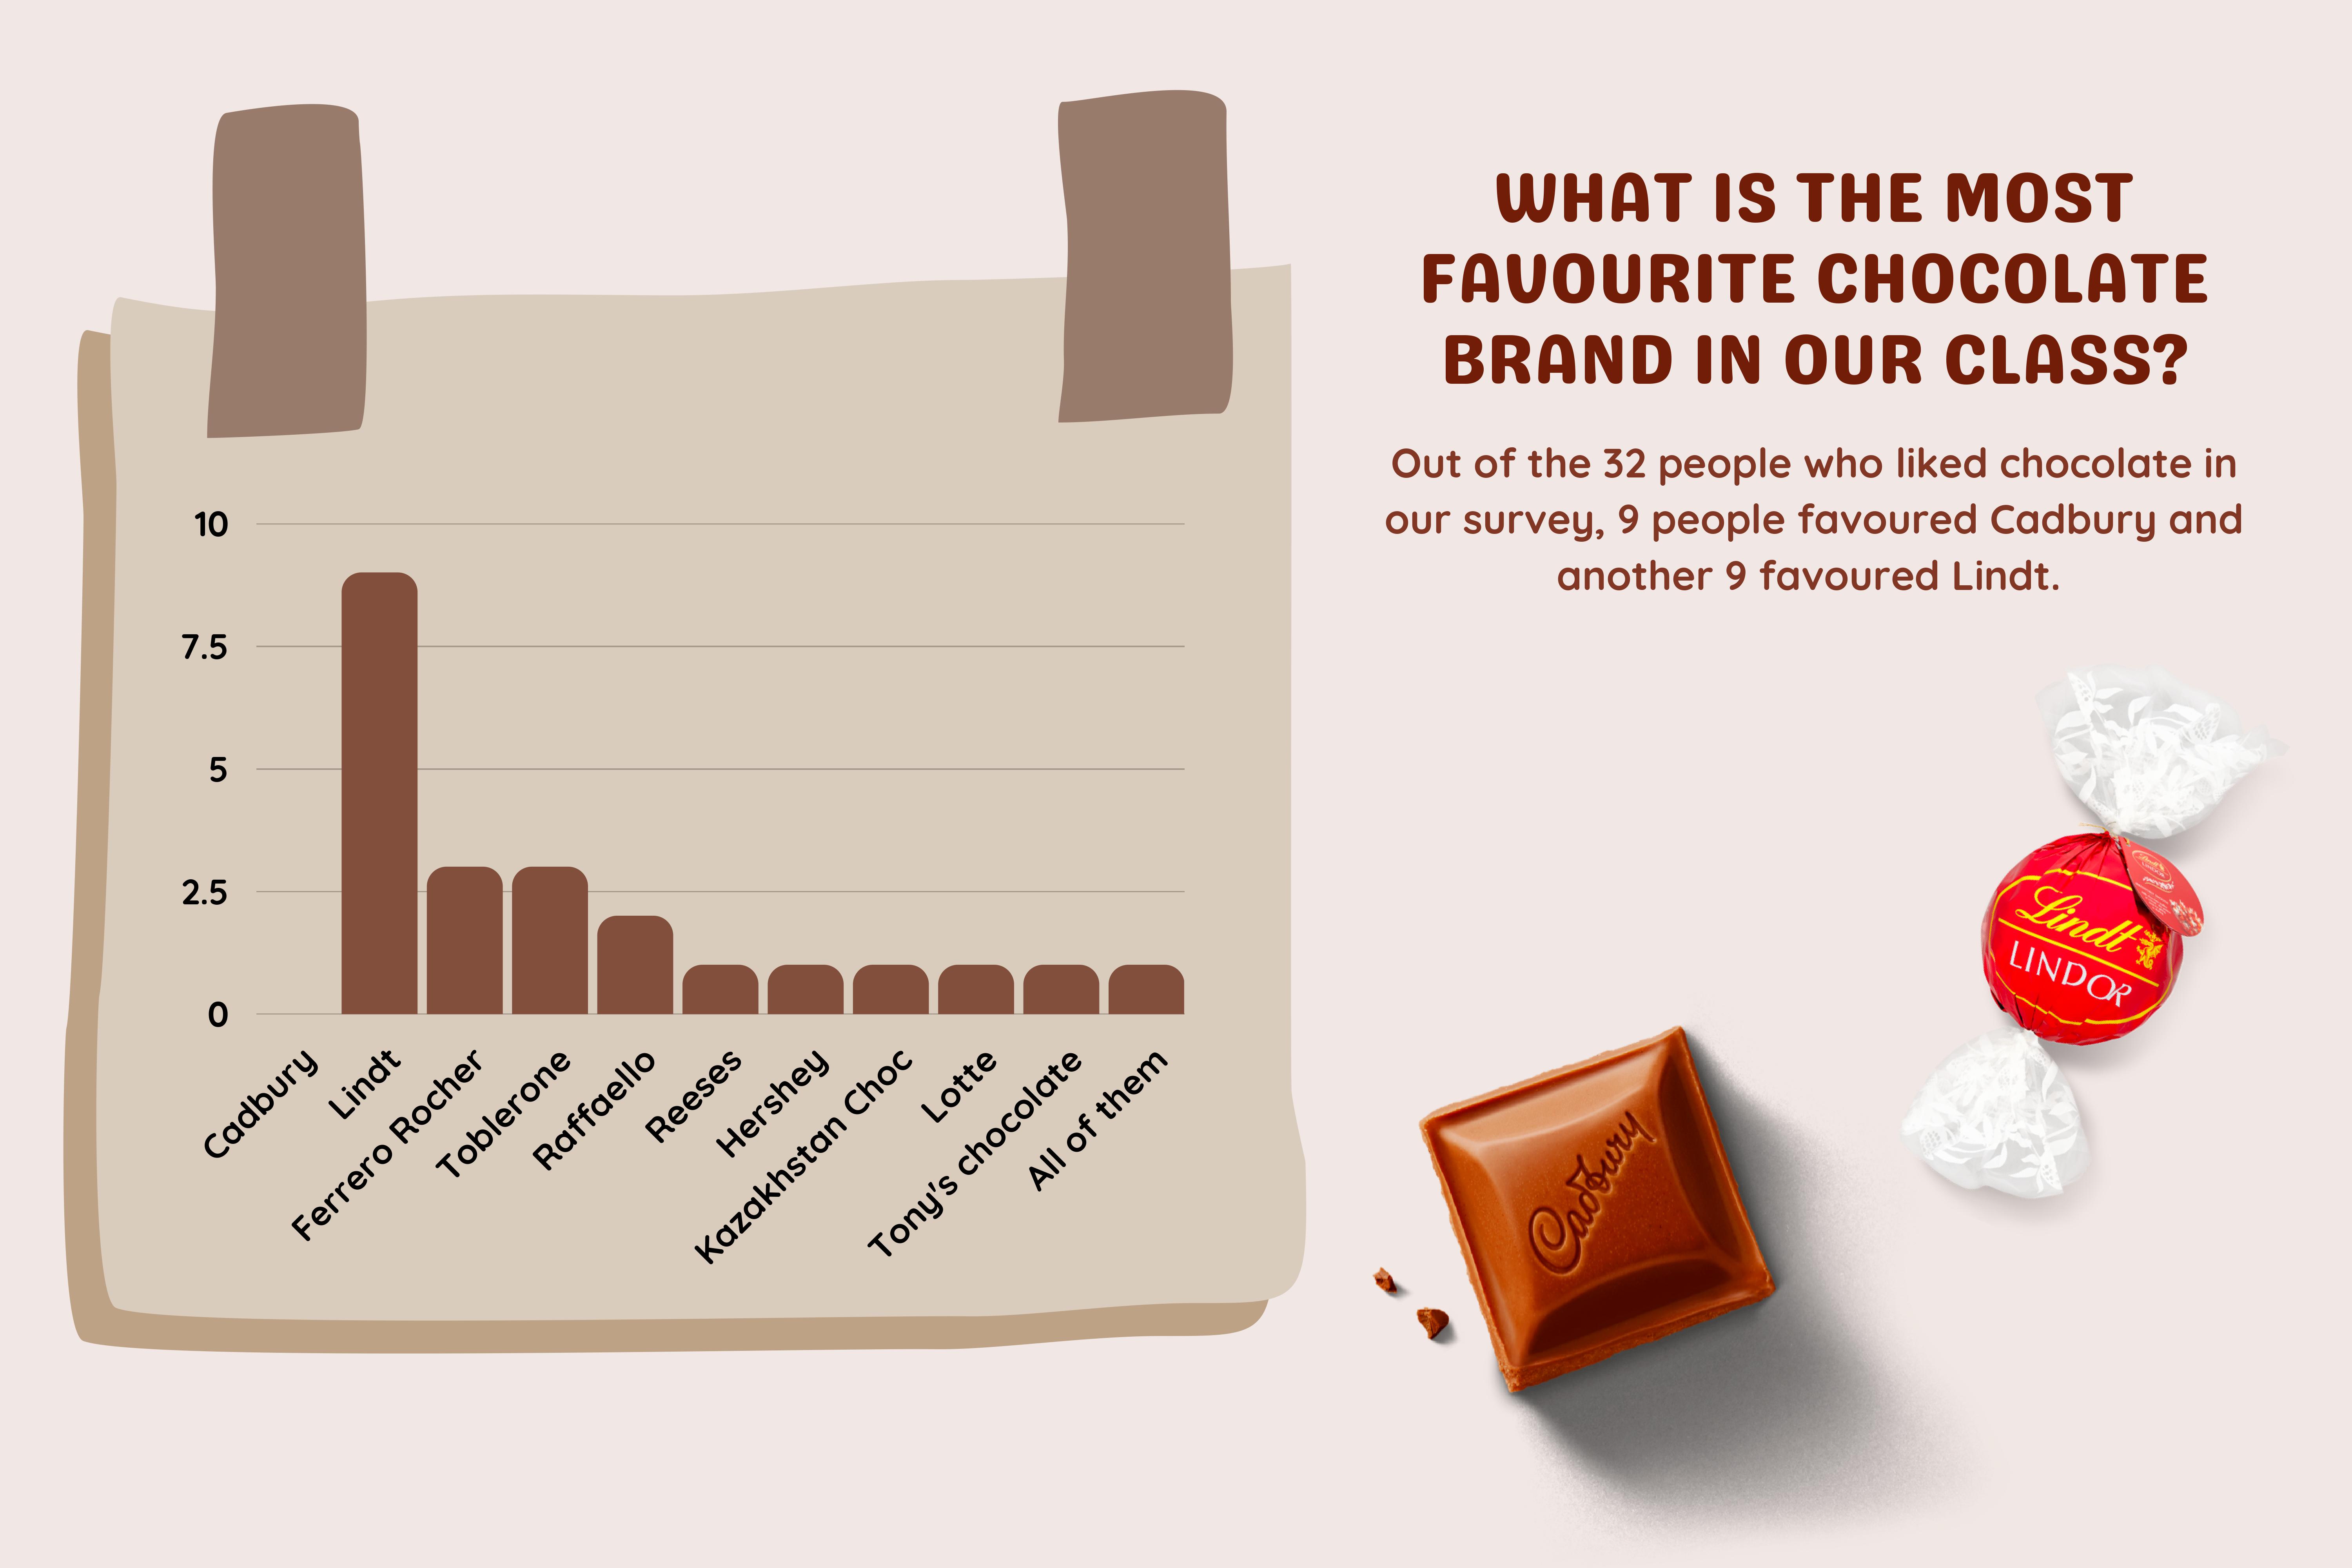 WHAT IS THE MOST
FAVOURITE CHOCOLATE
BRAND IN OUR CLASS?
Out of the 32 people who liked chocolate in
our survey, 9 people favoured Cadbury and
another 9 favoured Lindt.
10
7.5
5
2.5
0
Cadbury
Lindt
Ferrero Rocher
Toblerone
Raffaello
Reeses
Hershey
Kazakhstan Choc
Lotte
Tony's chocolate
All of them
Lindt
LINDOR
Cadbury